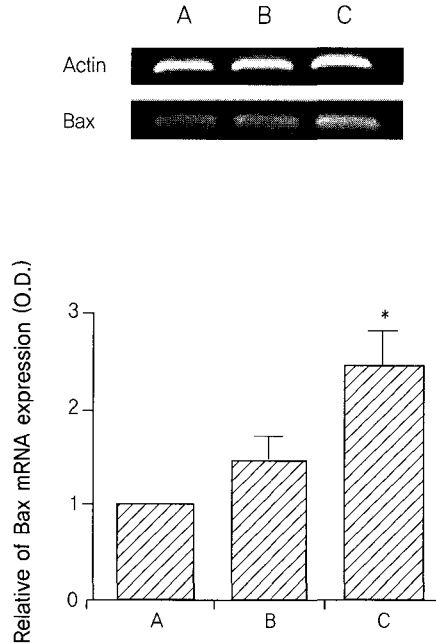 A B C
Actin
Bax
Relative of Bax mRNA expression (O.D.)
3
*
2
1
0
A B C